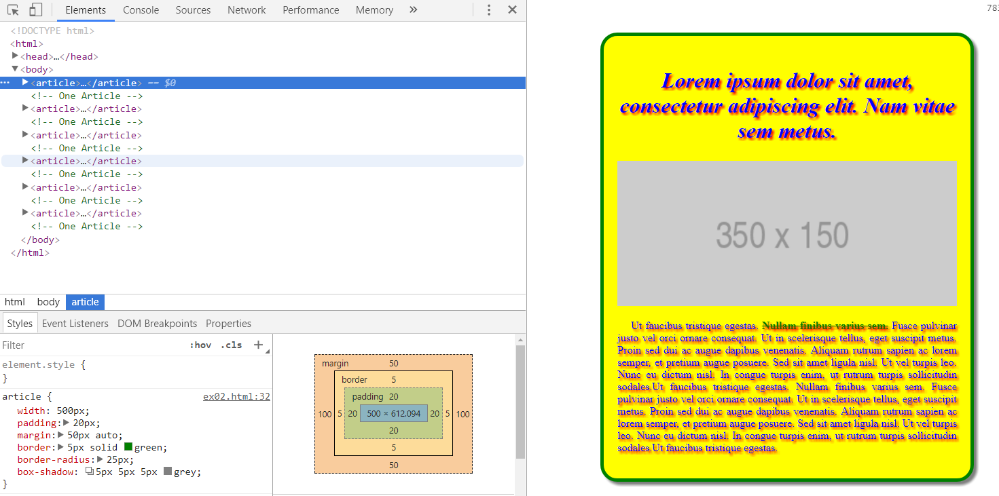 Elements Console Sources Network Performance Memory »
<!DOCTYPE html>
<html>
<head>…</head>
<body>
<article>…</article> == $0
<!-- One Article -->
<article>…</article>
<!-- One Article -->
<article>…</article>
<!-- One Article -->
<article>…</article>
<!-- One Article -->
<article>…</article>
<!-- One Article -->
<article>…</article>
<!-- One Article -->
</body>
</html>
html body article
Styles Event Listeners DOM Breakpoints Properties
Filter :hov .cls +
element.style {
}
article { ex02.html:32
width: 500px;
padding: 20px;
margin: 50px auto;
border: 5px solid green;
border-radius: 25px;
box-shadow: 5px 5px 5px grey;
}
margin 50
border 5
padding 20
100 5 20 500 × 612.094 20 5 100
20
5
50
783
Lorem ipsum dolor sit amet,
consectetur adipiscing elit. Nam vitae
sem metus.
350 x 150
Ut faucibus tristique egestas. Nullam finibus varius sem. Fusce pulvinar
justo vel orci ornare consequat. Ut in scelerisque tellus, eget suscipit metus.
Proin sed dui ac augue dapibus venenatis. Aliquam rutrum sapien ac lorem
semper, et pretium augue posuere. Sed sit amet ligula nisl. Ut vel turpis leo.
Nunc eu dictum nisl. In congue turpis enim, ut rutrum turpis sollicitudin
sodales.Ut faucibus tristique egestas. Nullam finibus varius sem. Fusce
pulvinar justo vel orci ornare consequat. Ut in scelerisque tellus, eget suscipit
metus. Proin sed dui ac augue dapibus venenatis. Aliquam rutrum sapien ac
lorem semper, et pretium augue posuere. Sed sit amet ligula nisl. Ut vel turpis
leo. Nunc eu dictum nisl. In congue turpis enim, ut rutrum turpis sollicitudin
sodales.Ut faucibus tristique egestas.